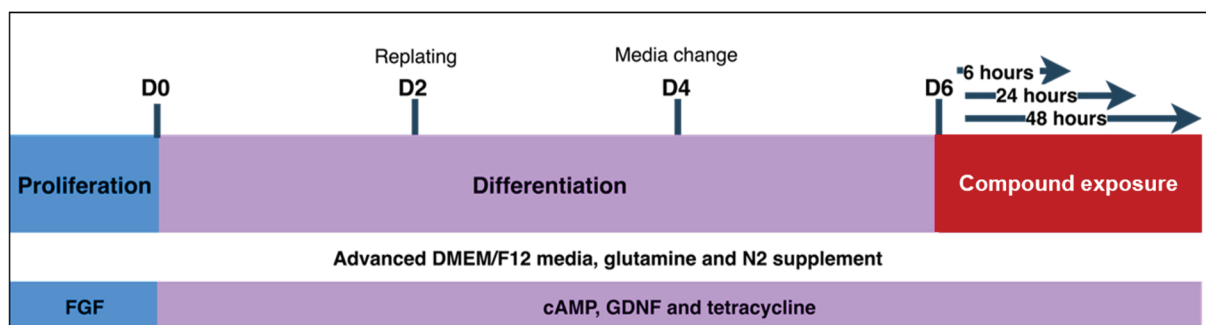 Replating
Media change
D0
D2
D4
D6
6 hours
24 hours
48 hours
Proliferation
Differentiation
Compound exposure
Advanced DMEM/F12 media, glutamine and N2 supplement
FGF
cAMP, GDNF and tetracycline